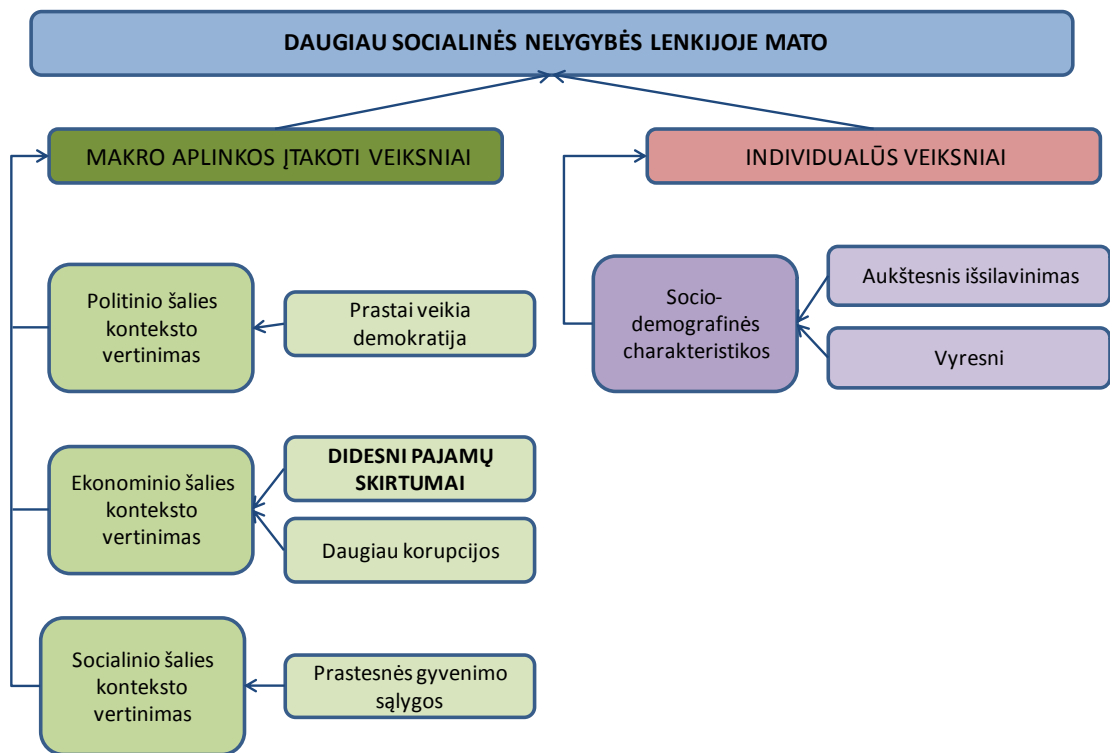 DAUGIAU SOCIALINĖS NELYGYBĖS LENKIJOJE MATO
MAKRO APLINKOS ĮTAKOTI VEIKSNIAI
Politinio šalies
konteksto
vertinimas
Prastai veikia
demokratija
Ekonominio šalies
konteksto
vertinimas
DIDESNI PAJAMŲ
SKIRTUMAI
Daugiau korupcijos
Socialinio šalies
konteksto
vertinimas
Prastesnės gyvenimo
sąlygos
INDIVIDUALŪS VEIKSNIAI
Socio-
demografinės
charakteristikos
Aukštesnis išsilavinimas
Vyresni